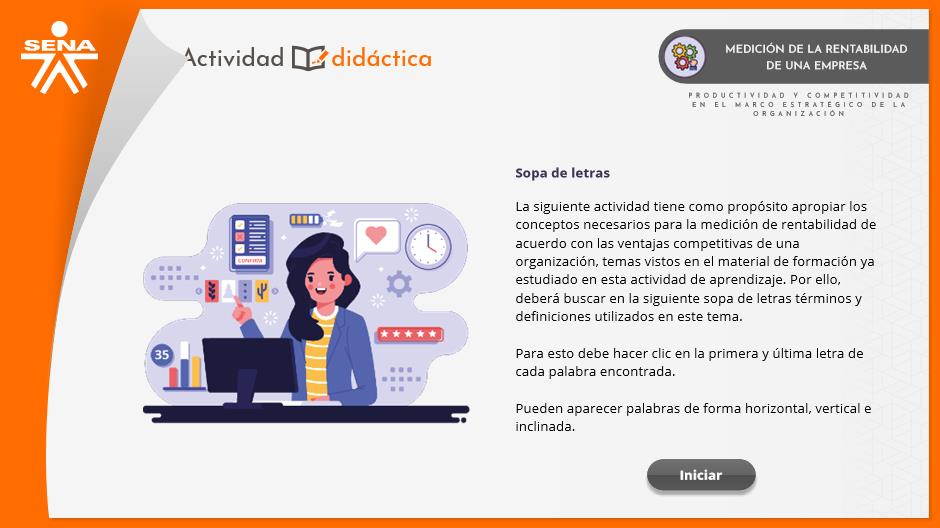 SENA
Actividad didáctica
MEDICIÓN DE LA RENTABILIDAD
DE UNA EMPRESA
PRODUCTIVIDAD Y COMPETITIVIDAD
EN EL MARCO ESTRATÉGICO DE LA
ORGANIZACIÓN
CONFIRM
35
Sopa de letras
La siguiente actividad tiene como propósito apropiar los
conceptos necesarios para la medición de rentabilidad de
acuerdo con las ventajas competitivas de una
organización, temas vistos en el material de formación ya
estudiado en esta actividad de aprendizaje. Por ello,
deberá buscar en la siguiente sopa de letras términos y
definiciones utilizados en este tema.
Para esto debe hacer clic en la primera y última letra de
cada palabra encontrada.
Pueden aparecer palabras de forma horizontal, vertical e
inclinada.
Iniciar